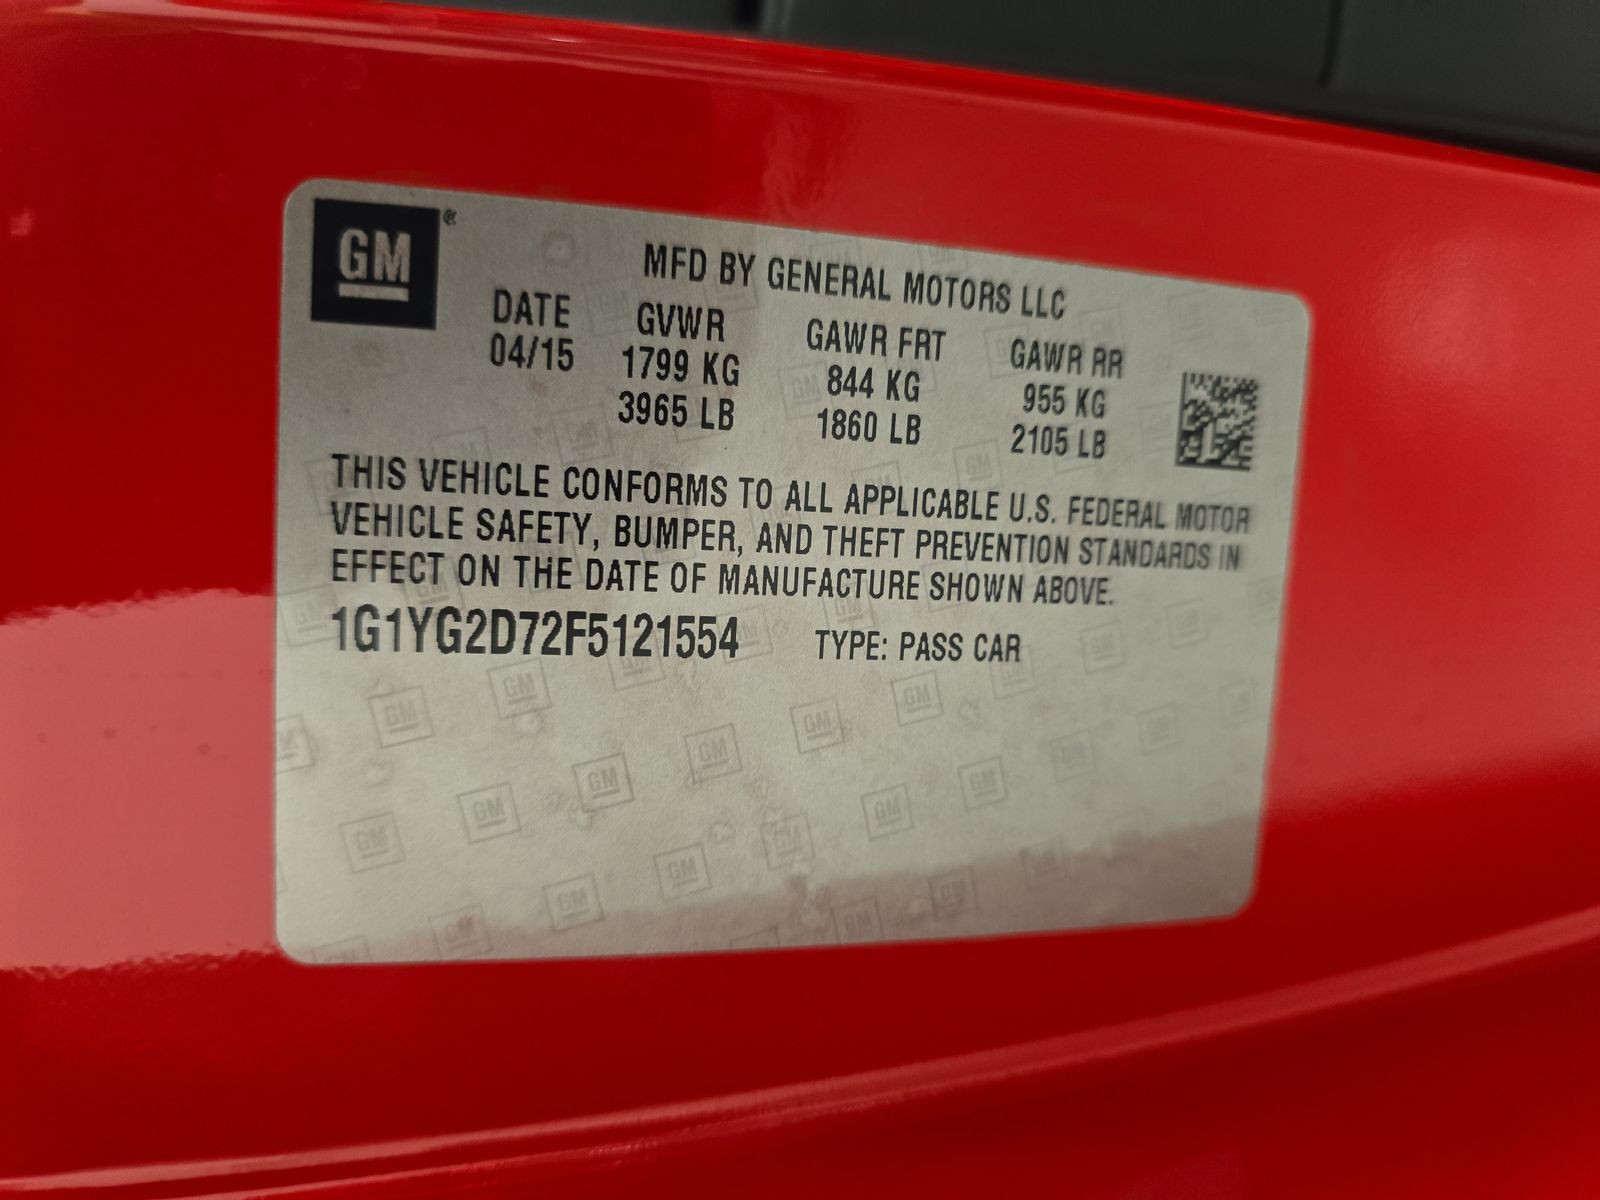 GM®
MFD BY GENERAL MOTORS LLC
DATE GVWR GAWR FRT GAWR RR
04/15 1799 KG 844 KG 955 KG
3965 LB 1860 LB 2105 LB
THIS VEHICLE CONFORMS TO ALL APPLICABLE U.S. FEDERAL MOTOR
VEHICLE SAFETY, BUMPER, AND THEFT PREVENTION STANDARDS IN
EFFECT ON THE DATE OF MANUFACTURE SHOWN ABOVE.
1G1YG2D72F5121554 TYPE: PASS CAR